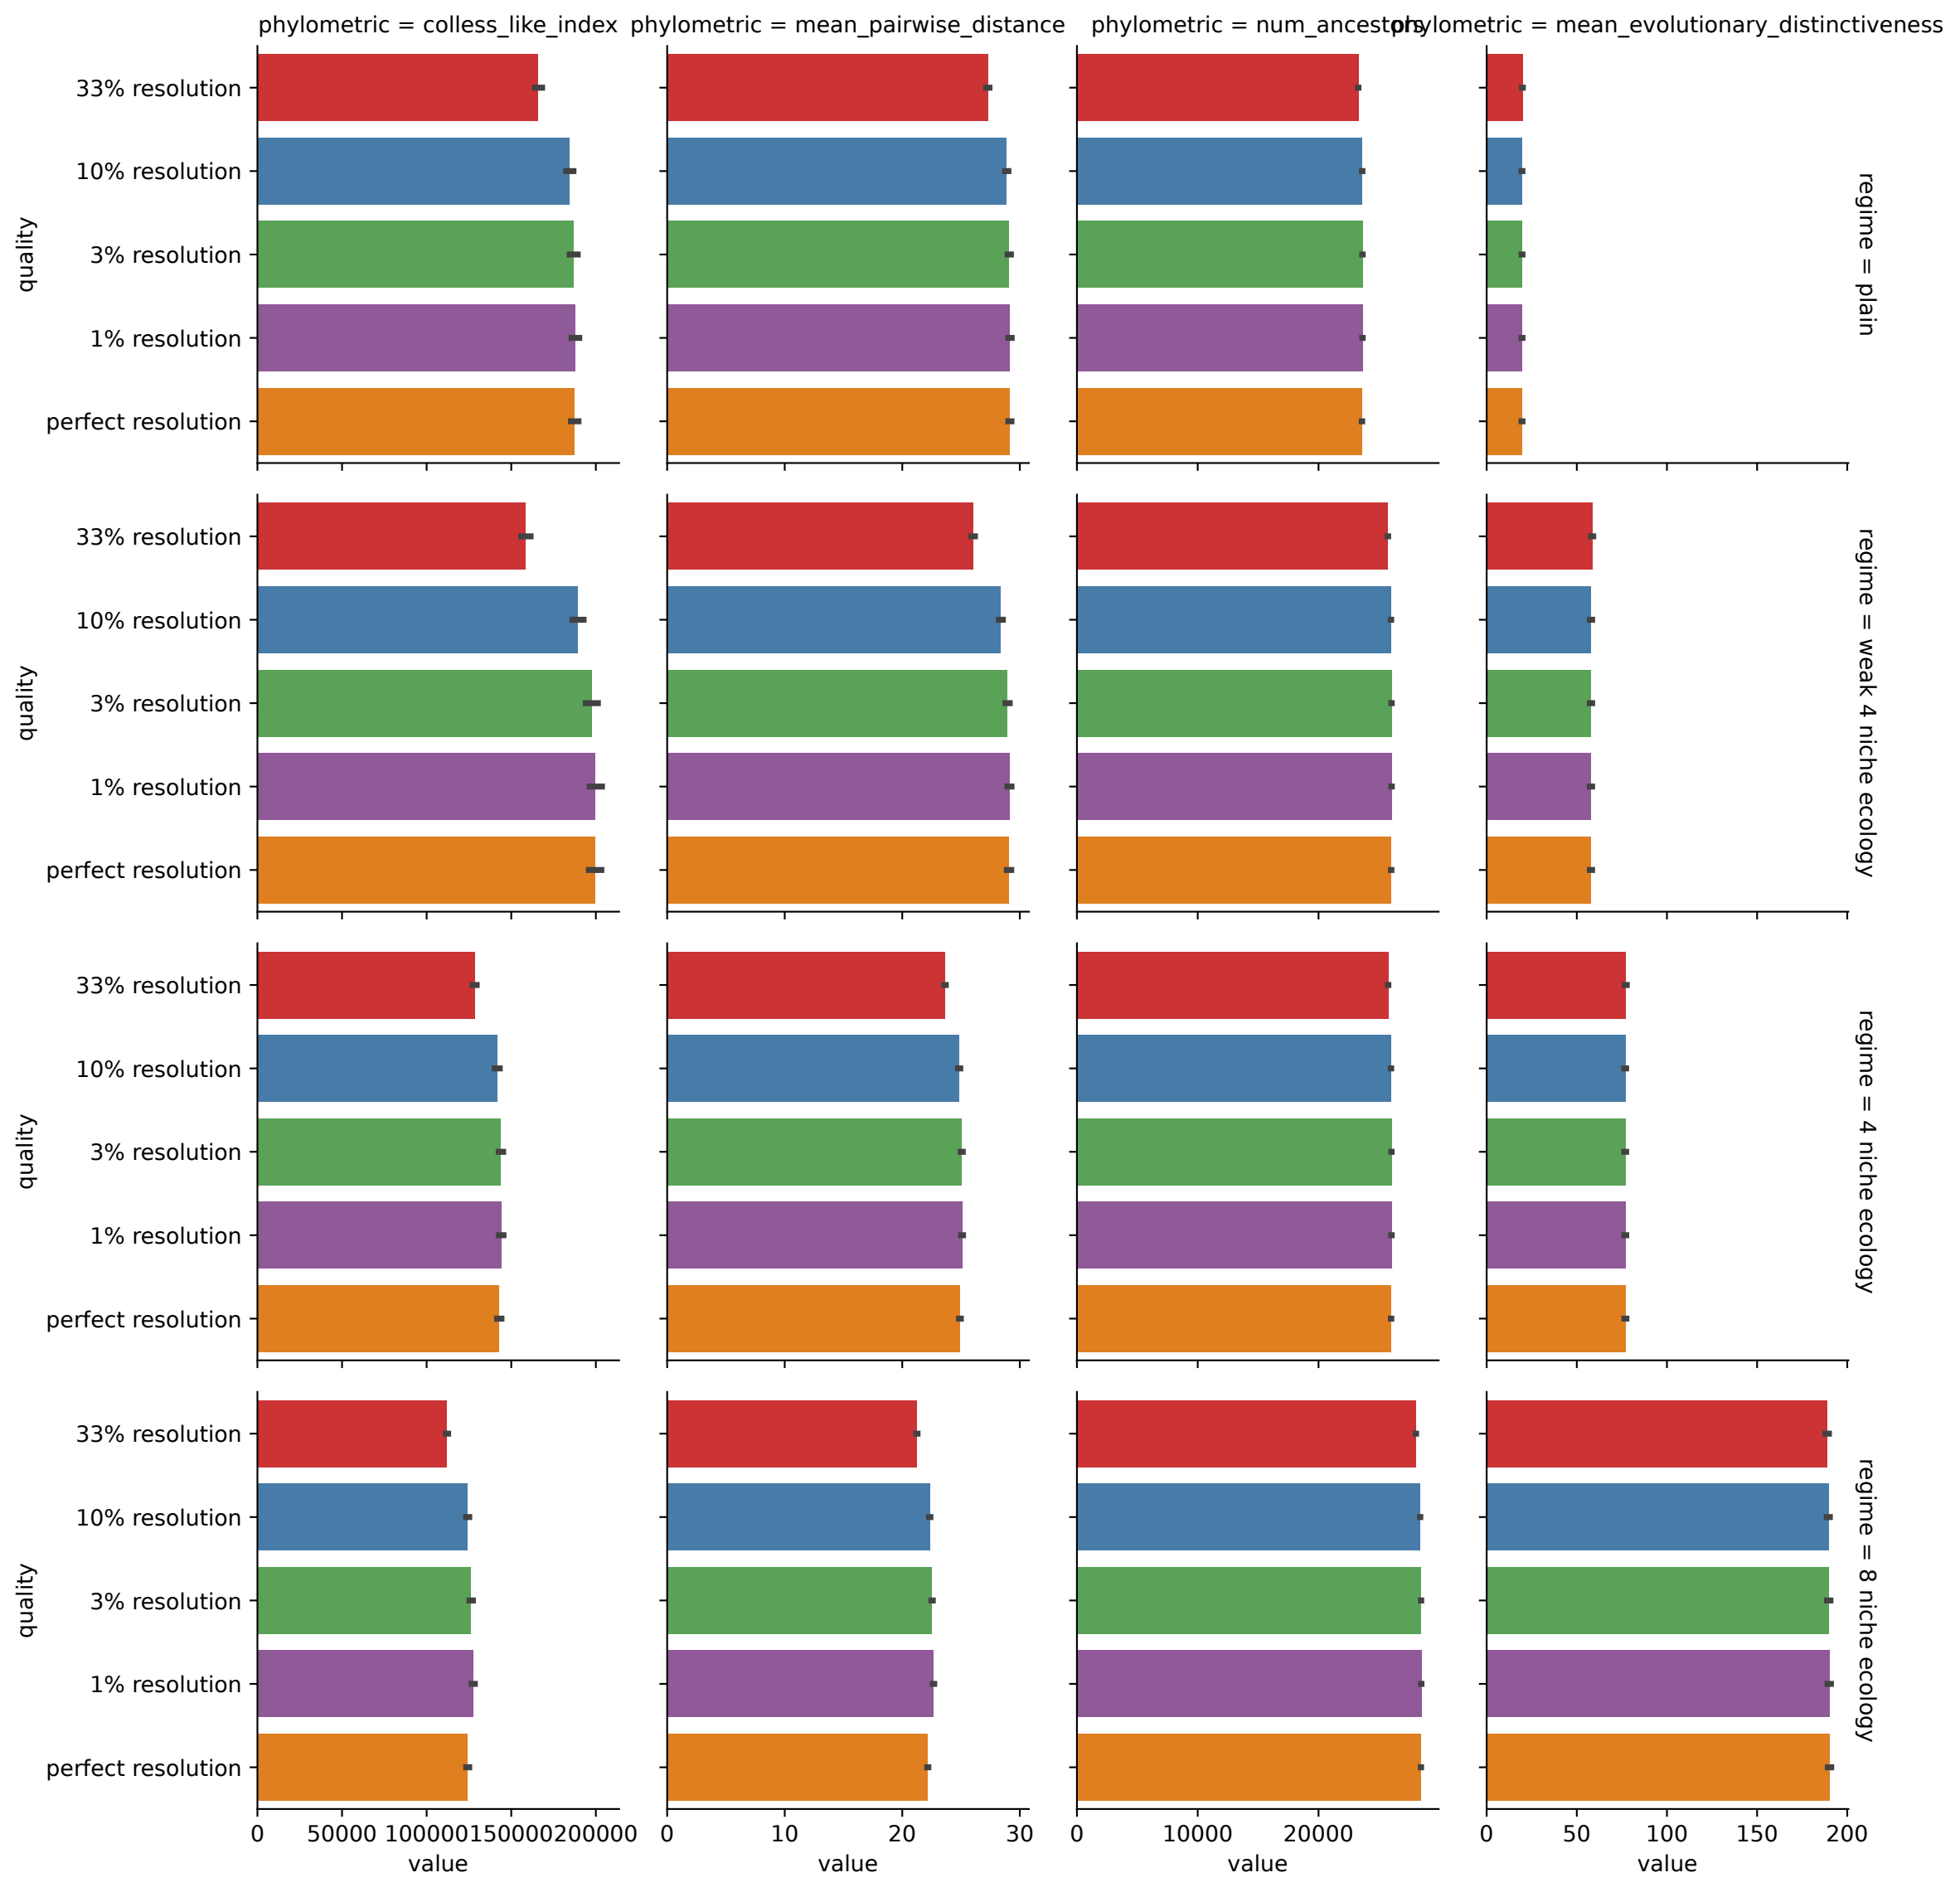 phylometric = colless_like_index
phylometric = mean_pairwise_distance
phylometric = num_ancestors
phylometric = mean_evolutionary_distinctiveness
quality
33% resolution
10% resolution
3% resolution
1% resolution
perfect resolution
regime = plain
quality
33% resolution
10% resolution
3% resolution
1% resolution
perfect resolution
regime = weak 4 niche ecology
quality
33% resolution
10% resolution
3% resolution
1% resolution
perfect resolution
regime = 4 niche ecology
quality
33% resolution
10% resolution
3% resolution
1% resolution
perfect resolution
regime = 8 niche ecology
0 50000 100000 150000 200000
0 10 20 30
0 10000 20000
0 50 100 150 200
value
value
value
value